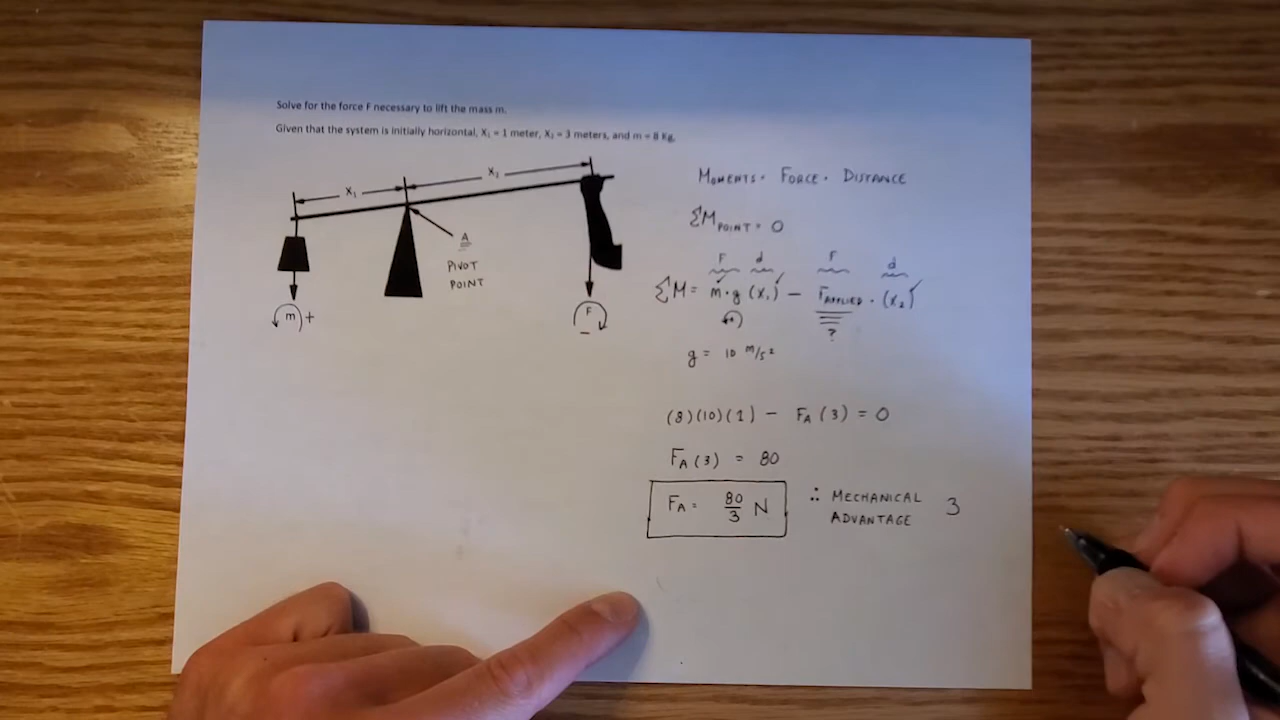 Solve for the force F necessary to lift the mass m.
Given that the system is initially horizontal, X₁ = 1 meter, X₂ = 3 meters, and m = 8 Kg.
X₁
X₂
A
PIVOT
POINT
m +
F
−
MOMENTS = FORCE · DISTANCE
ΣM POINT = 0
F d F d
ΣM = m·g (X₁) − F APPLIED · (X₂)
?
g = 10 m/s²
(8)(10)(1) − FA (3) = 0
FA (3) = 80
FA = 80/3 N
∴ MECHANICAL
ADVANTAGE 3